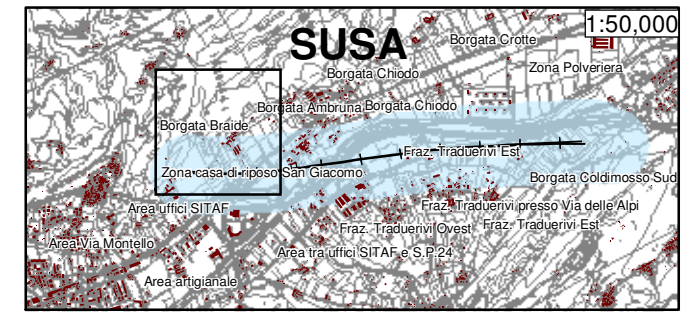 1:50,000
SUSA
Borgata Crotte
Zona Polveriera
Borgata Chiodo
Borgata Ambruna
Borgata Chiodo
Borgata Braide
Fraz. Traduerivi Est
Zona casa di riposo San Giacomo
Borgata Coldimosso Sud
Area uffici SITAF
Fraz. Traduerivi presso Via delle Alpi
Fraz. Traduerivi Ovest
Fraz. Traduerivi Est
Area Via Montello
Area tra uffici SITAF e S.P.24
Area artigianale